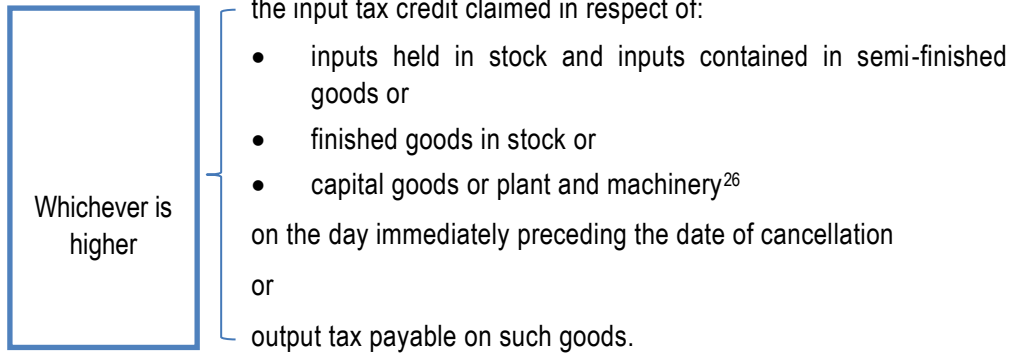 the input tax credit claimed in respect of:
• inputs held in stock and inputs contained in semi-finished
goods or
• finished goods in stock or
• capital goods or plant and machinery26
Whichever is
higher
on the day immediately preceding the date of cancellation
or
output tax payable on such goods.